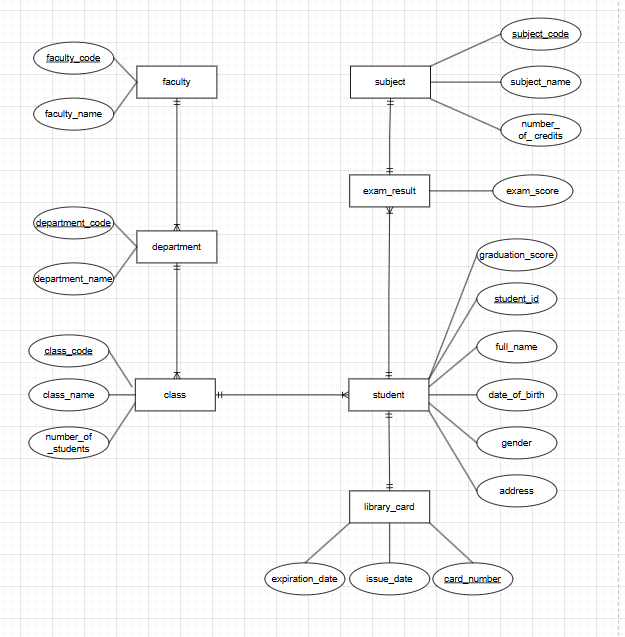 faculty_code
faculty
faculty_name
subject_code
subject
subject_name
number_
of_ credits
exam_result
exam_score
department_code
department
department_name
graduation_score
student_id
full_name
class_code
class_name
class
number_of
_students
student
date_of_birth
gender
address
library_card
expiration_date
issue_date
card_number